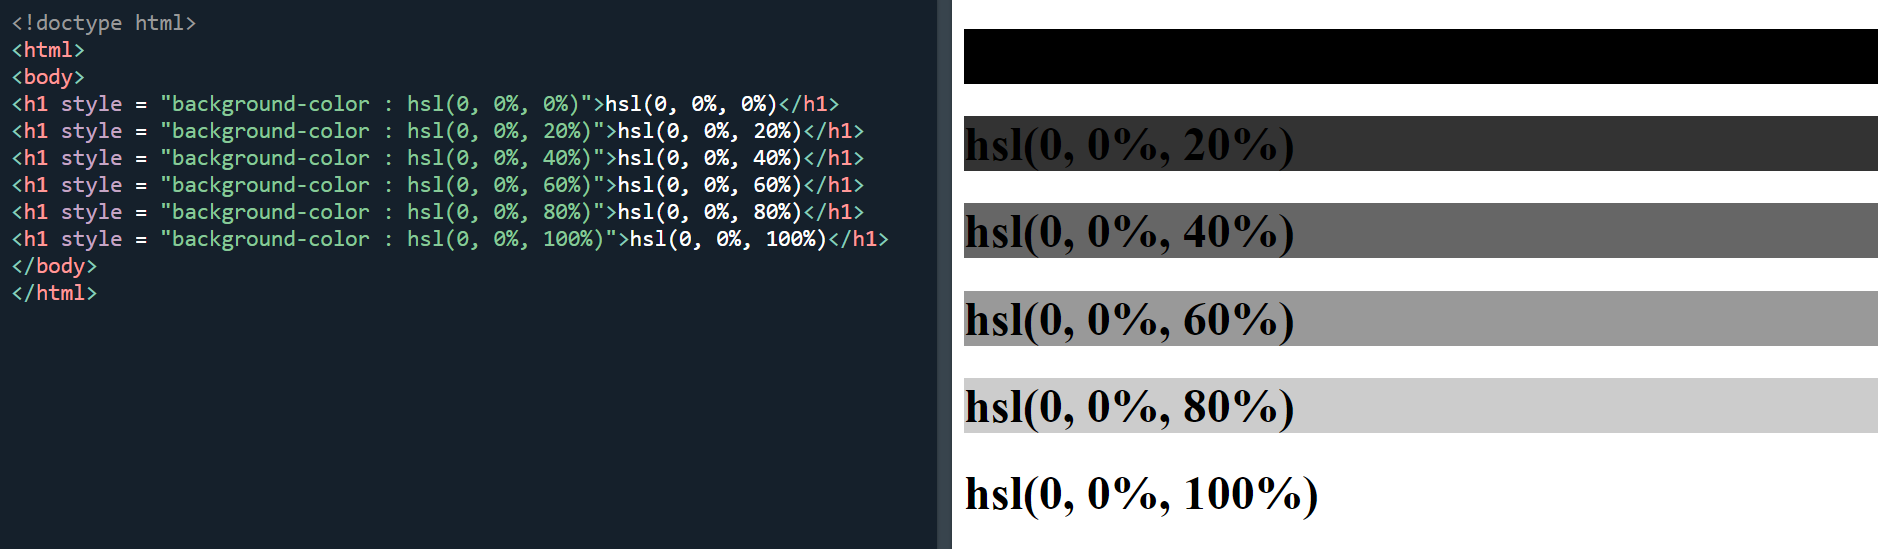 <!doctype html>
<html>
<body>
<h1 style = "background-color : hsl(0, 0%, 0%)">hsl(0, 0%, 0%)</h1>
<h1 style = "background-color : hsl(0, 0%, 20%)">hsl(0, 0%, 20%)</h1>
<h1 style = "background-color : hsl(0, 0%, 40%)">hsl(0, 0%, 40%)</h1>
<h1 style = "background-color : hsl(0, 0%, 60%)">hsl(0, 0%, 60%)</h1>
<h1 style = "background-color : hsl(0, 0%, 80%)">hsl(0, 0%, 80%)</h1>
<h1 style = "background-color : hsl(0, 0%, 100%)">hsl(0, 0%, 100%)</h1>
</body>
</html>
hsl(0, 0%, 20%)
hsl(0, 0%, 40%)
hsl(0, 0%, 60%)
hsl(0, 0%, 80%)
hsl(0, 0%, 100%)